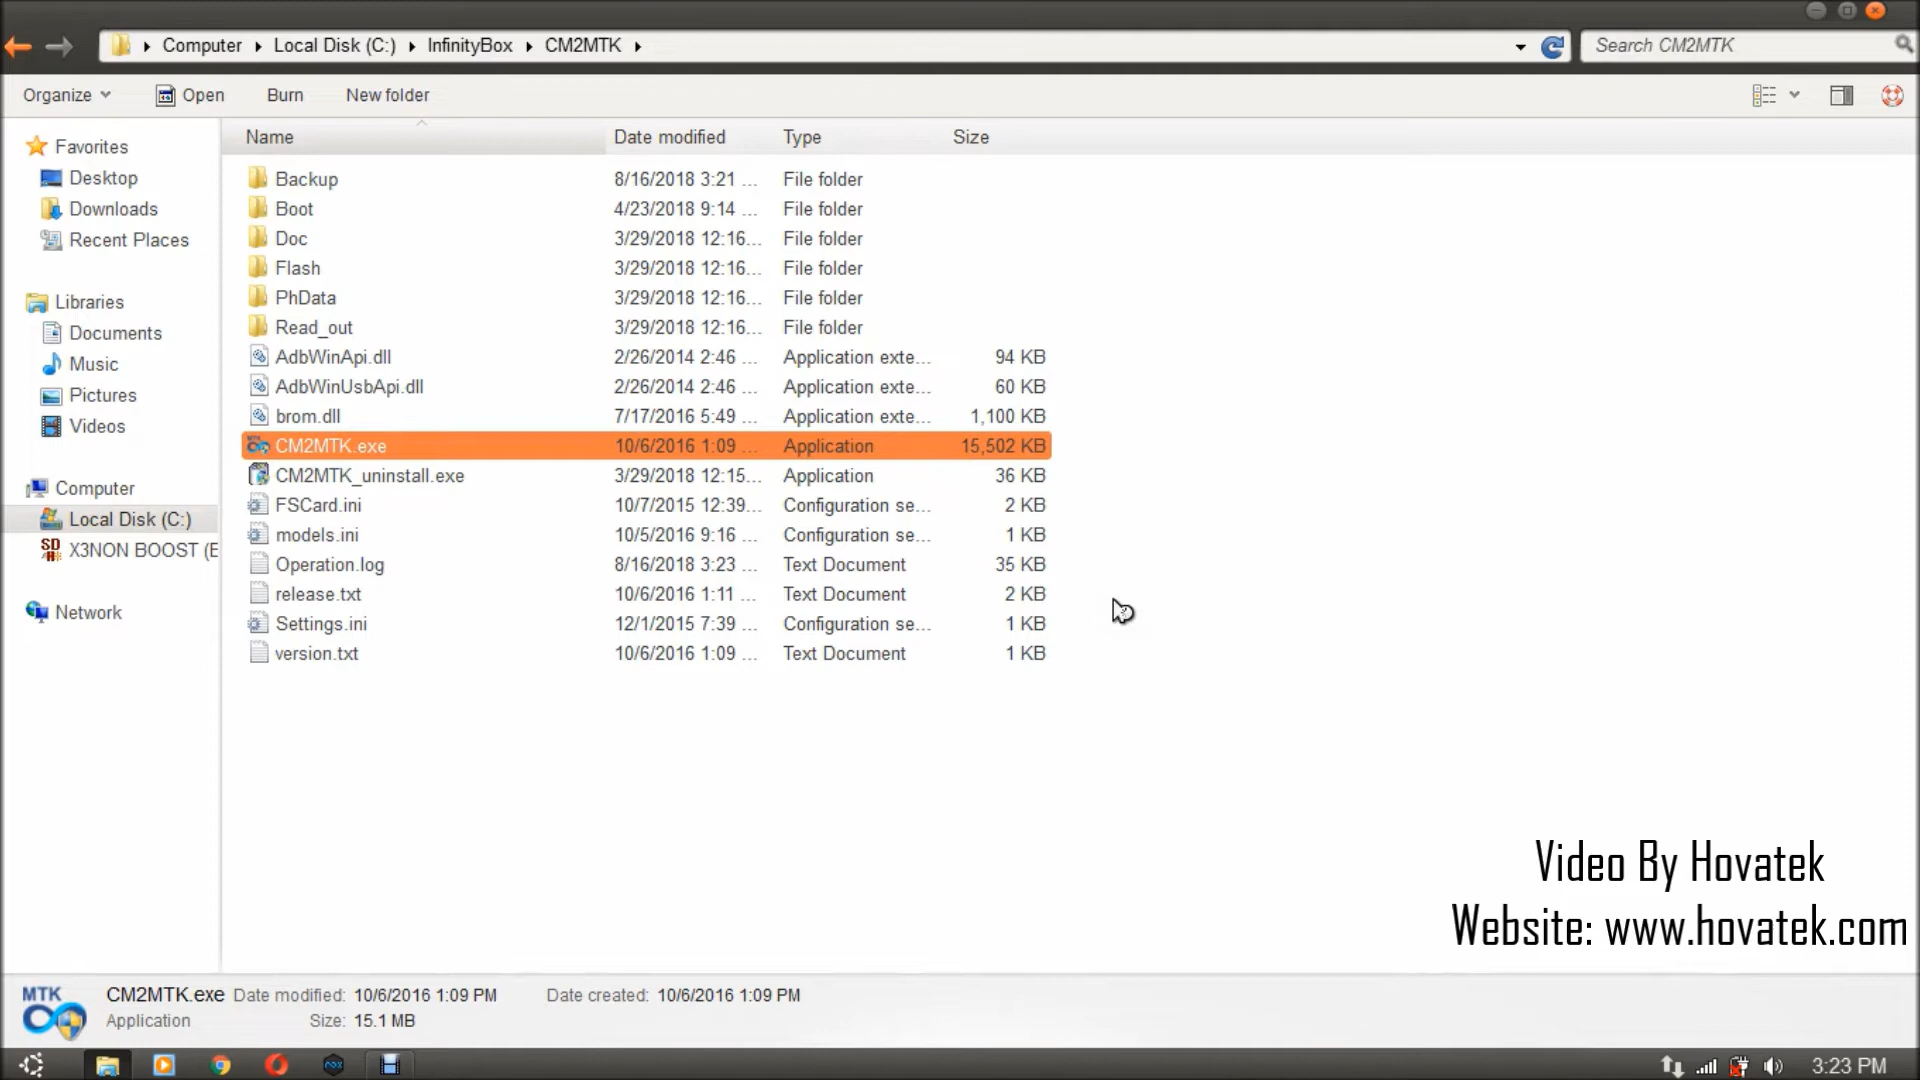 Computer Local Disk (C:) InfinityBox CM2MTK
Search CM2MTK
Organize Open Burn New folder
Name Date modified Type Size
Favorites
Desktop
Downloads
Recent Places
Libraries
Documents
Music
Pictures
Videos
Computer
Local Disk (C:)
X3NON BOOST (E
Network
Backup 8/16/2018 3:21 ... File folder
Boot 4/23/2018 9:14 ... File folder
Doc 3/29/2018 12:16... File folder
Flash 3/29/2018 12:16... File folder
PhData 3/29/2018 12:16... File folder
Read_out 3/29/2018 12:16... File folder
AdbWinApi.dll 2/26/2014 2:46 ... Application exte... 94 KB
AdbWinUsbApi.dll 2/26/2014 2:46 ... Application exte... 60 KB
brom.dll 7/17/2016 5:49 ... Application exte... 1,100 KB
CM2MTK.exe 10/6/2016 1:09 ... Application 15,502 KB
CM2MTK_uninstall.exe 3/29/2018 12:15... Application 36 KB
FSCard.ini 10/7/2015 12:39... Configuration se... 2 KB
models.ini 10/5/2016 9:16 ... Configuration se... 1 KB
Operation.log 8/16/2018 3:23 ... Text Document 35 KB
release.txt 10/6/2016 1:11 ... Text Document 2 KB
Settings.ini 12/1/2015 7:39 ... Configuration se... 1 KB
version.txt 10/6/2016 1:09 ... Text Document 1 KB
Video By Hovatek
Website: www.hovatek.com
MTK
CM2MTK.exe Date modified: 10/6/2016 1:09 PM Date created: 10/6/2016 1:09 PM
Application Size: 15.1 MB
3:23 PM